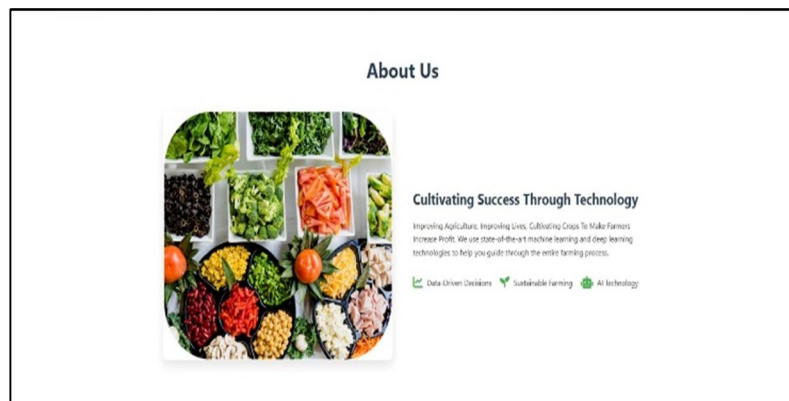 About Us
Cultivating Success Through Technology
Improving Agriculture, Improving Lives, Cultivating Crops To Make Farmers
Increase Profit. We use state-of-the-art machine learning and deep learning
technologies to help you guide through the entire farming process.
Data-Driven Decisions Sustainable Farming AI Technology